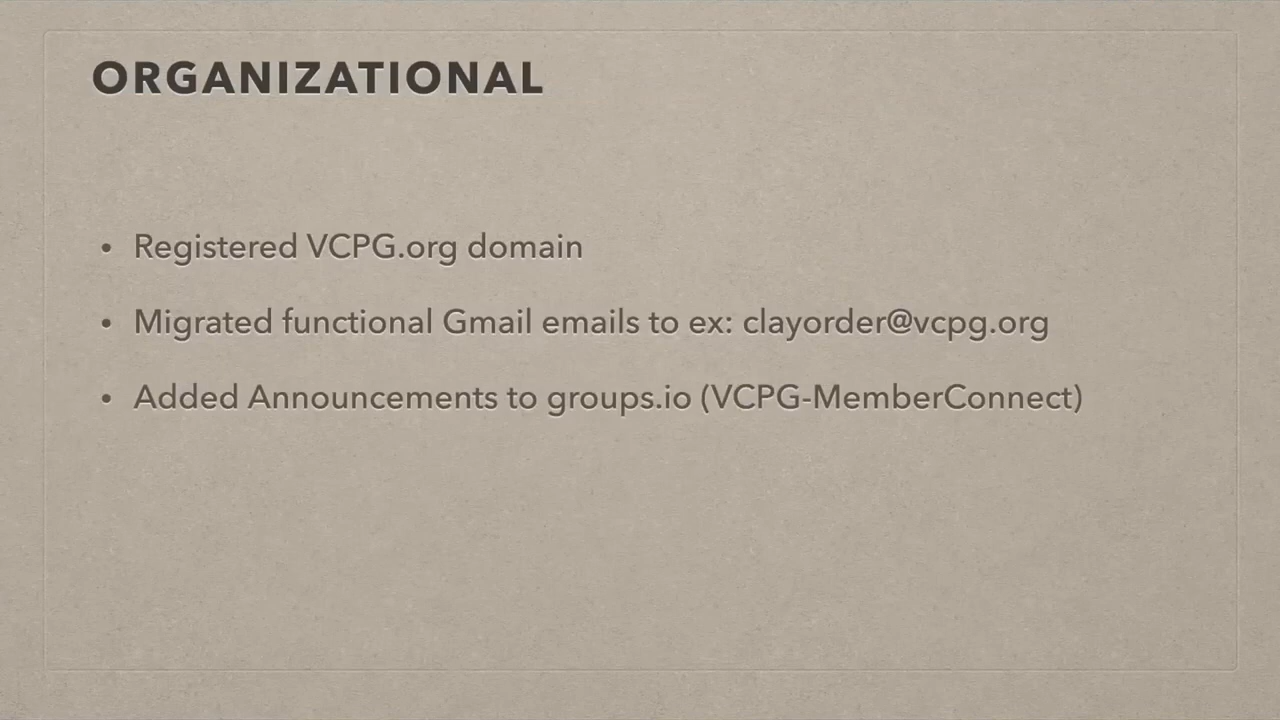 ORGANIZATIONAL
• Registered VCPG.org domain
• Migrated functional Gmail emails to ex: clayorder@vcpg.org
• Added Announcements to groups.io (VCPG-MemberConnect)